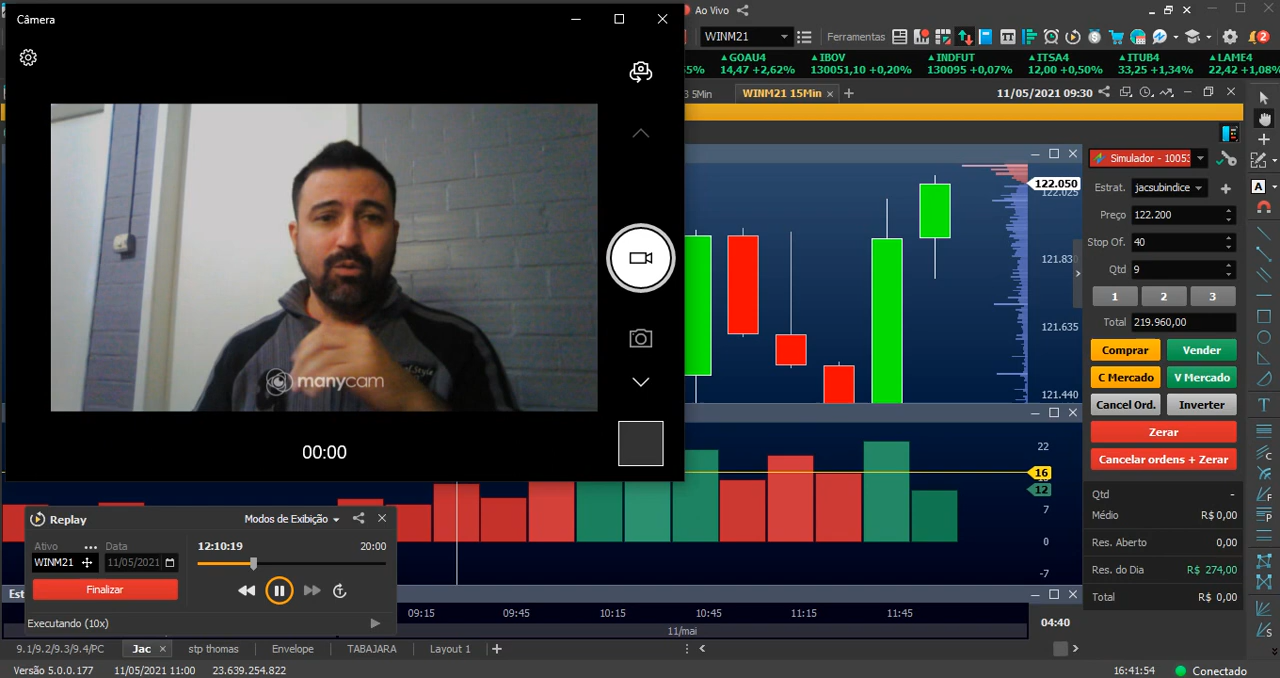 Câmera
Ao Vivo
WINM21
Ferramentas
2
GOAU4
14,47 +2,62%
IBOV
130051,10 +0,20%
INDFUT
130095 +0,07%
ITSA4
12,00 +0,50%
ITUB4
33,25 +1,34%
LAME4
22,42 +1,08%
5Min
WINM21 15Min
11/05/2021 09:30
manycam
00:00
122.050
122.025
121.830
121.635
121.440
Simulador - 10053
Estrat. jacsubindice
Preço 122.200
Stop Of. 40
Qtd 9
1 2 3
Total 219.960,00
Comprar Vender
C Mercado V Mercado
Cancel Ord. Inverter
Zerar
Cancelar ordens + Zerar
Qtd -
Médio R$ 0,00
Res. Aberto 0,00
Res. do Dia R$ 274,00
Total R$ 0,00
22
16
12
7
0
-7
Replay
Modos de Exibição
Ativo ... Data
WINM21 11/05/2021
Finalizar
12:10:19 20:00
Executando (10x)
09:15 09:45 10:15 10:45 11:15 11:45
11/mai
04:40
9.1/9.2/9.3/9.4/PC Jac stp thomas Envelope TABAJARA Layout 1
Versão 5.0.0.177 11/05/2021 11:00 23.639.254.822
16:41:54 Conectado